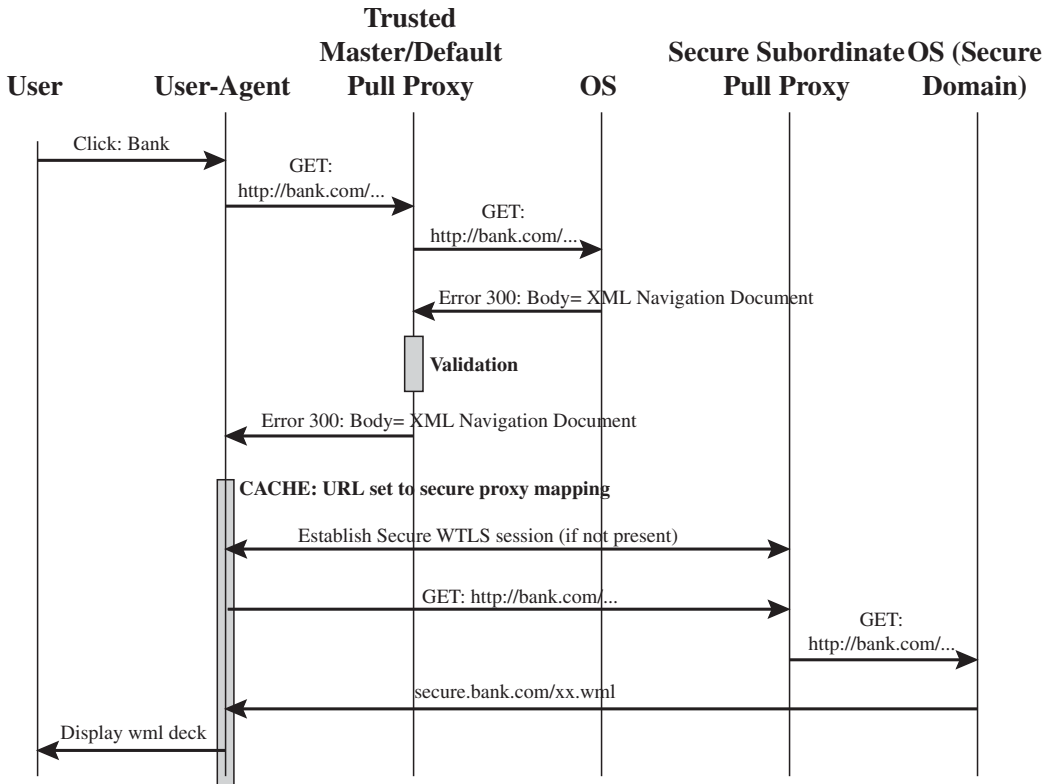 Trusted
Master/Default
Secure Subordinate OS (Secure
User User-Agent Pull Proxy OS Pull Proxy Domain)
Click: Bank
GET:
http://bank.com/...
GET:
http://bank.com/...
Error 300: Body= XML Navigation Document
Validation
Error 300: Body= XML Navigation Document
CACHE: URL set to secure proxy mapping
Establish Secure WTLS session (if not present)
GET: http://bank.com/...
GET:
http://bank.com/...
secure.bank.com/xx.wml
Display wml deck